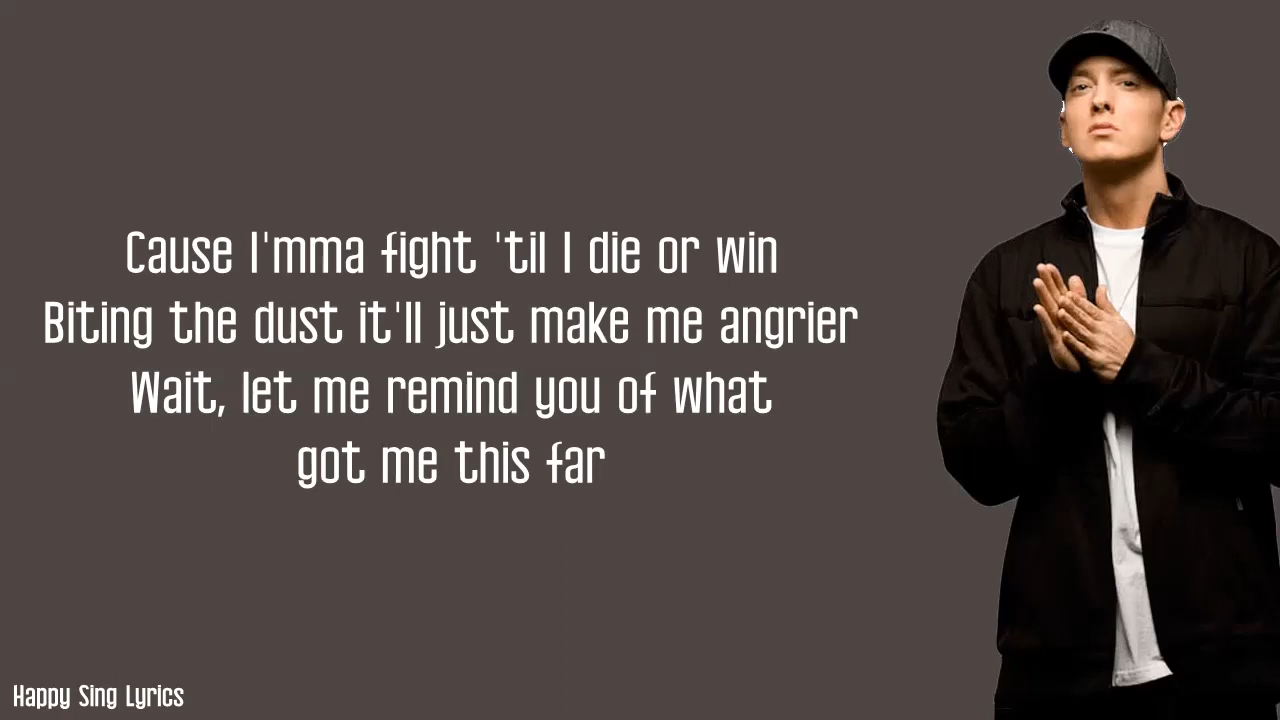 Cause I'mma fight 'til I die or win
Biting the dust it'll just make me angrier
Wait, let me remind you of what
got me this far
Happy Sing Lyrics